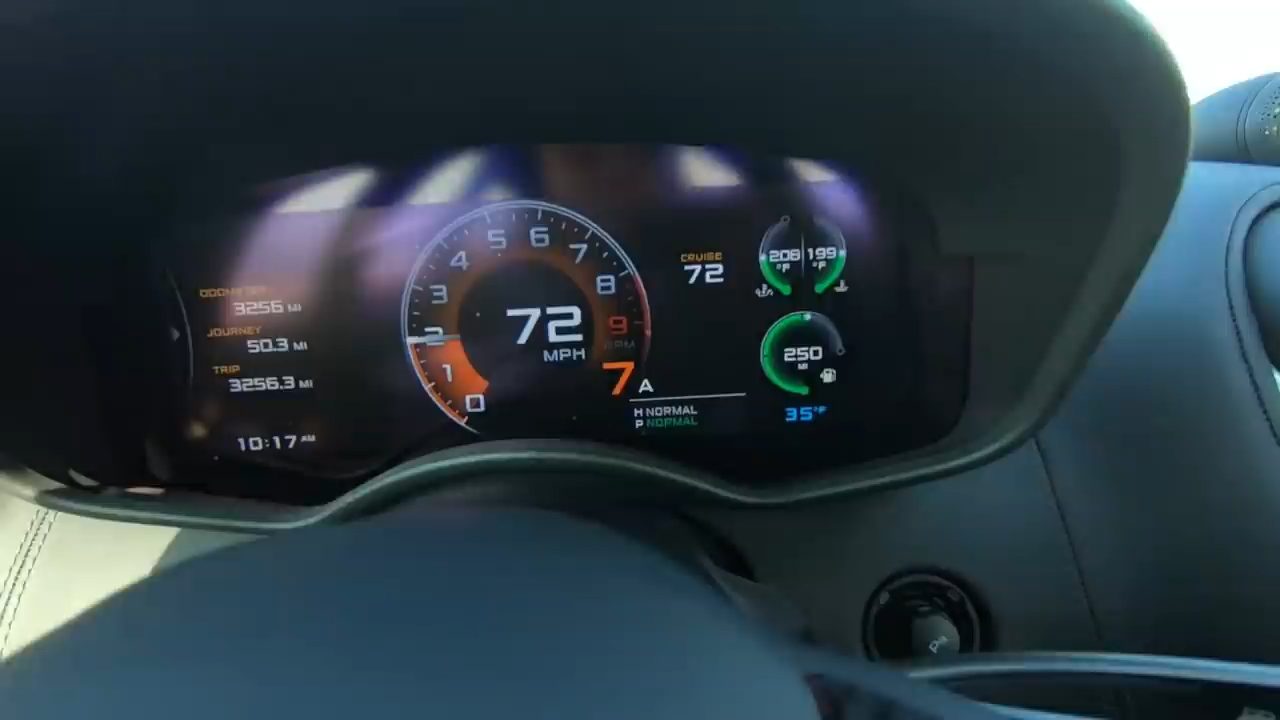 ODOMETER
3256 MI
JOURNEY
50.3 MI
TRIP
3256.3 MI
10:17 AM
0
1
2
3
4
5
6
7
8
9
RPM
72
MPH
7 A
H NORMAL
P NORMAL
CRUISE
72
208 °F
199 °F
250
MI
35°F